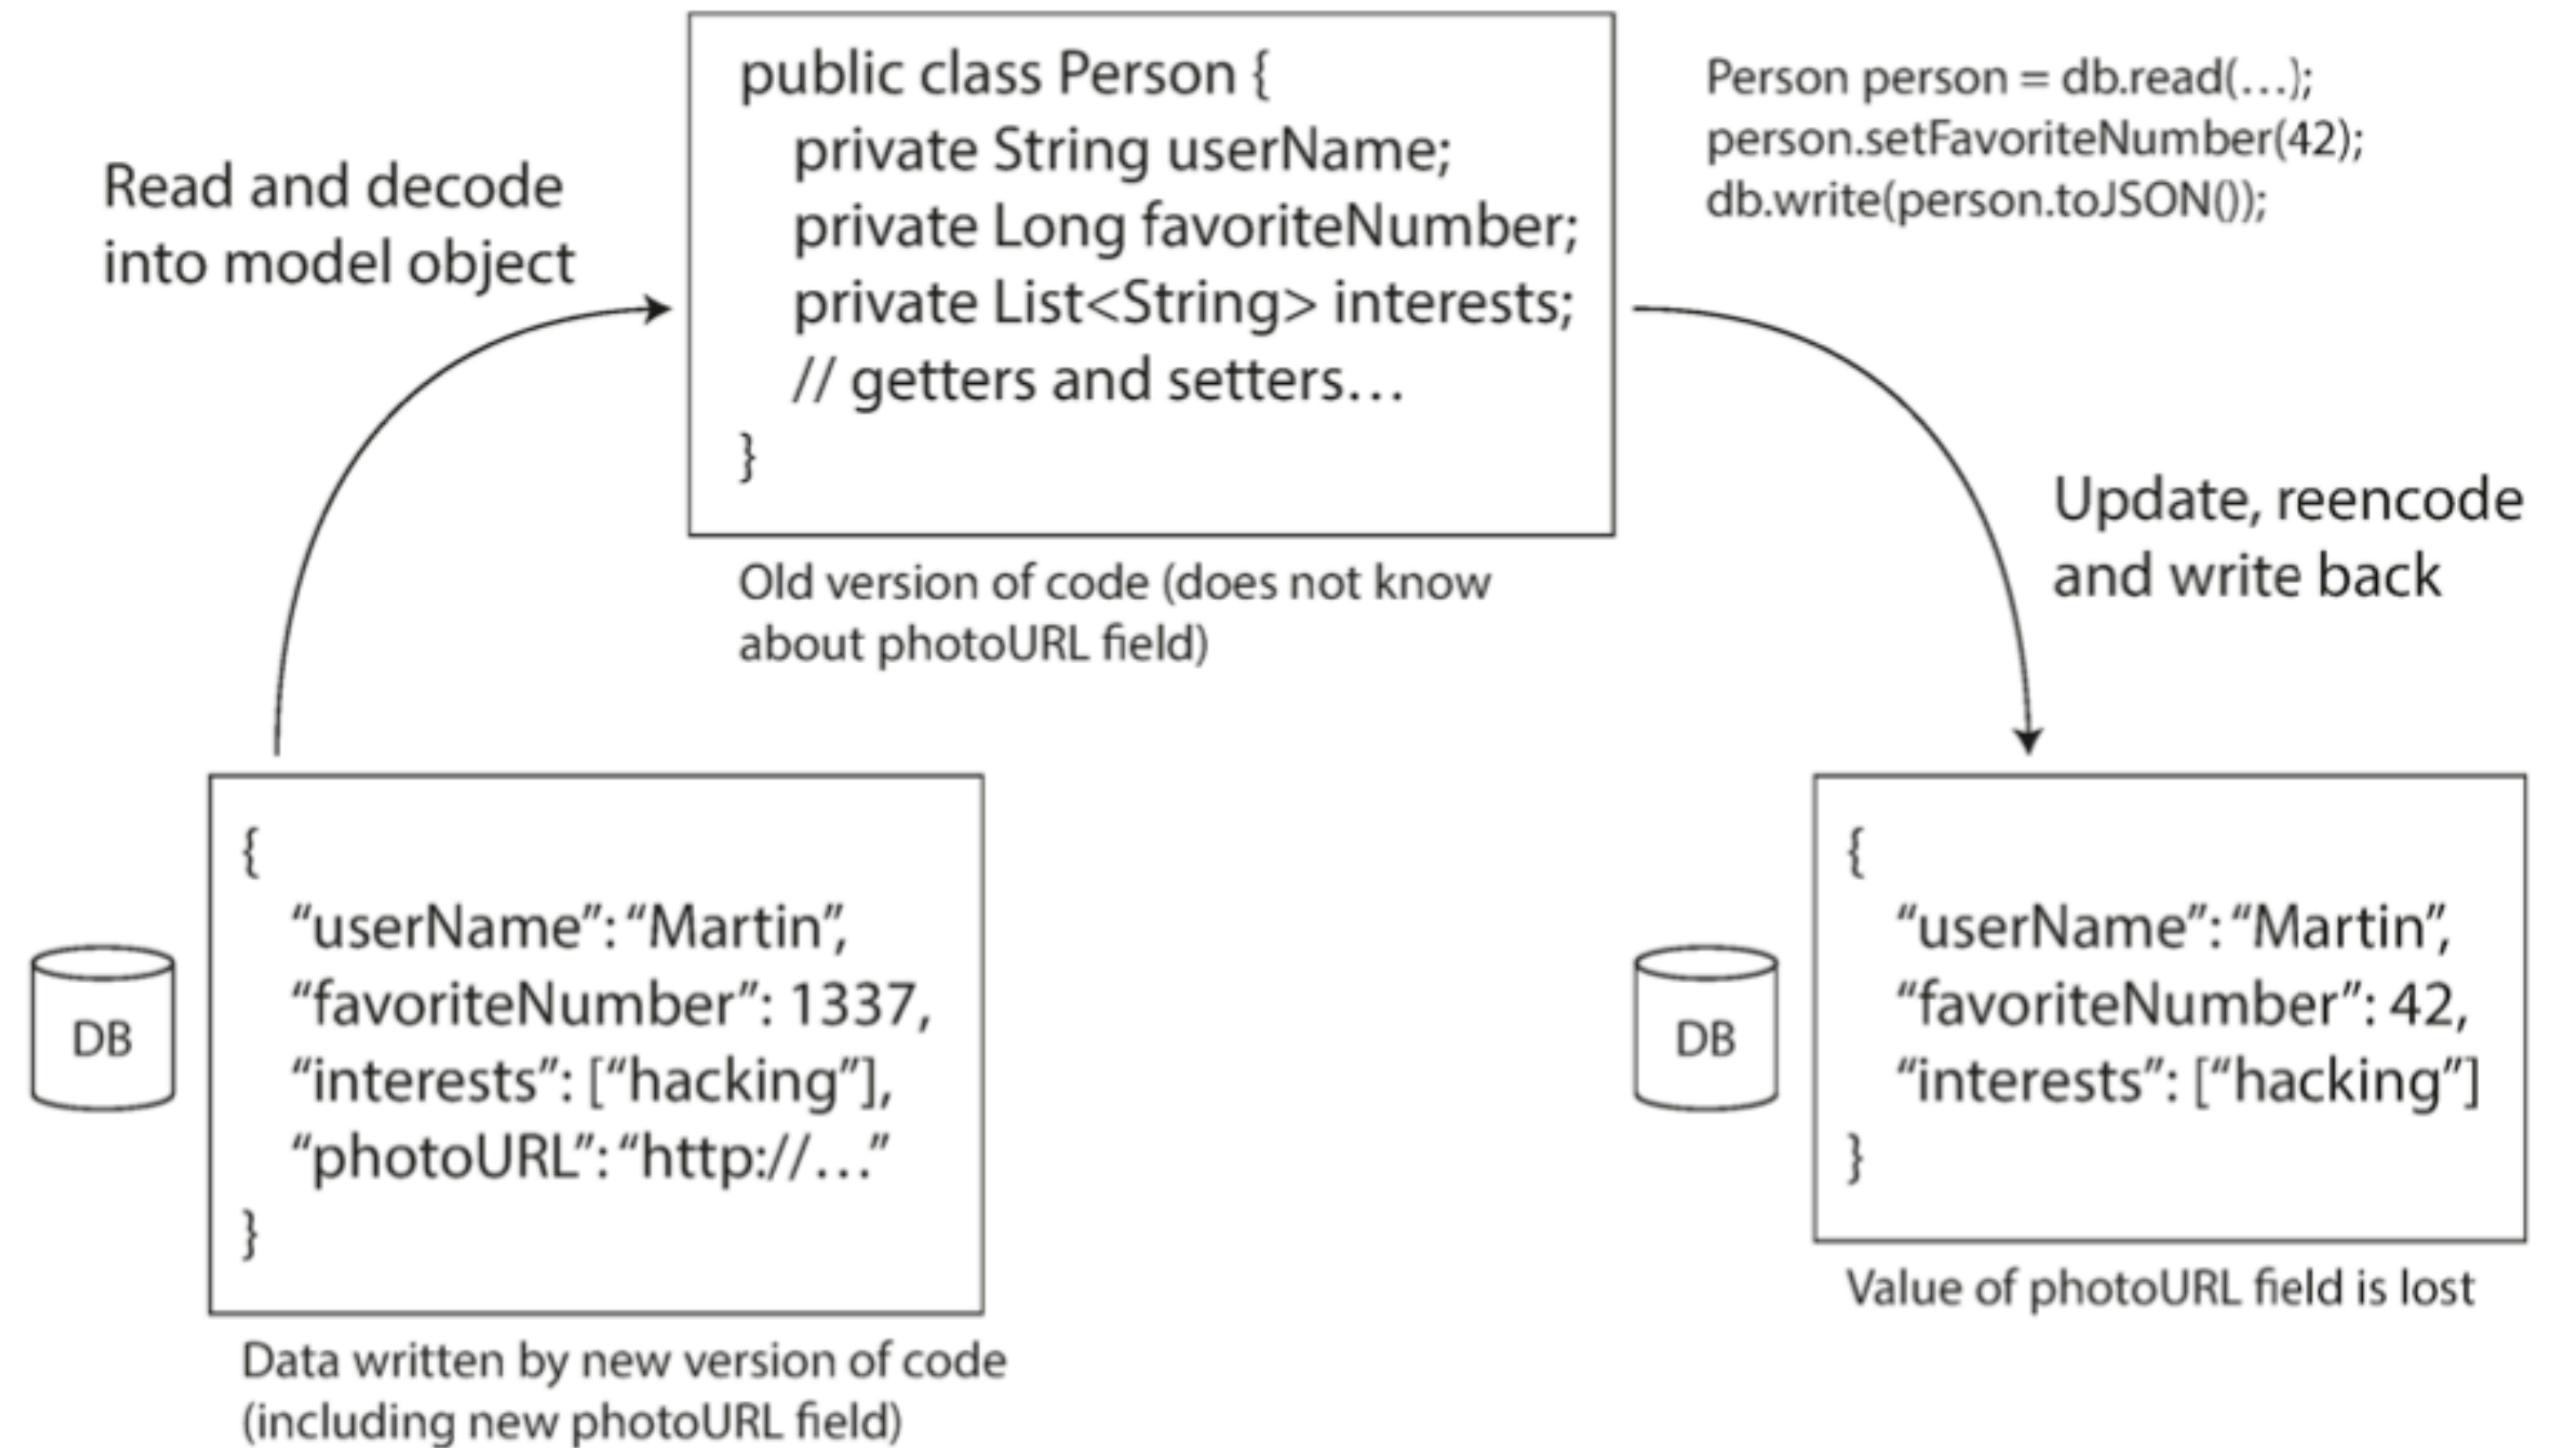 public class Person {
private String userName;
private Long favoriteNumber;
private List<String> interests;
// getters and setters…
}
Person person = db.read(…);
person.setFavoriteNumber(42);
db.write(person.toJSON());
Read and decode
into model object
Old version of code (does not know
about photoURL field)
Update, reencode
and write back
DB
{
“userName”: “Martin”,
“favoriteNumber”: 1337,
“interests”: [“hacking”],
“photoURL”: “http://…”
}
Data written by new version of code
(including new photoURL field)
DB
{
“userName”: “Martin”,
“favoriteNumber”: 42,
“interests”: [“hacking”]
}
Value of photoURL field is lost